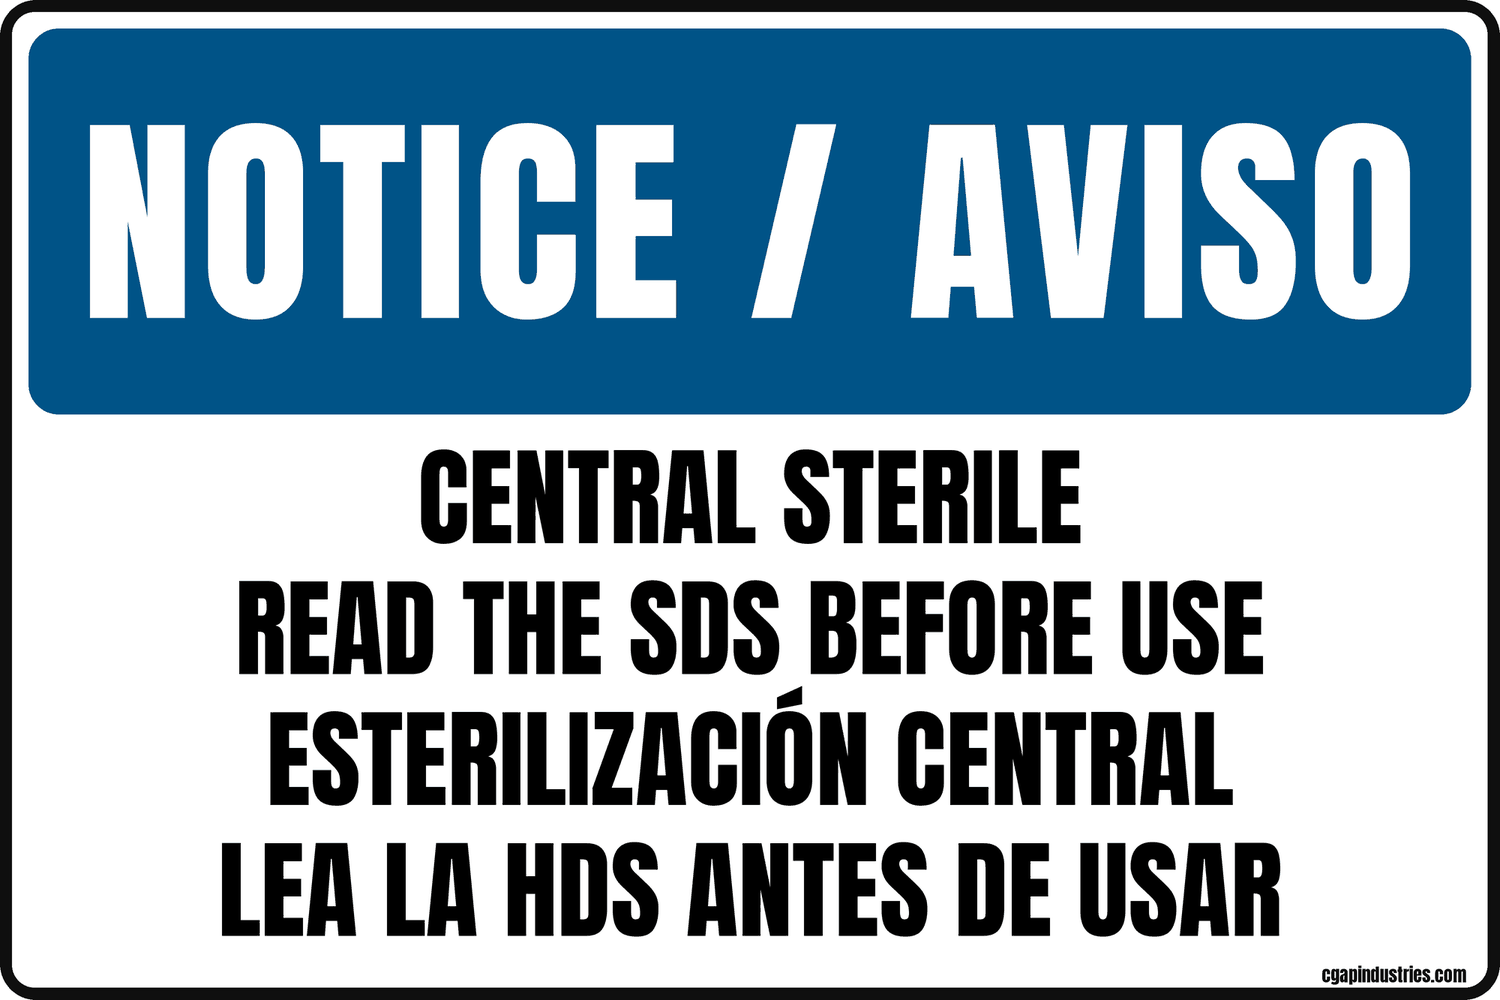 NOTICE / AVISO
CENTRAL STERILE
READ THE SDS BEFORE USE
ESTERILIZACIÓN CENTRAL
LEA LA HDS ANTES DE USAR
cgapindustries.com